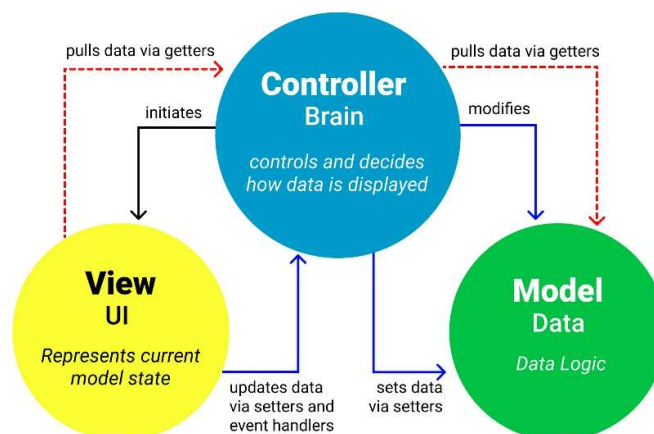 pulls data via getters
pulls data via getters
Controller
Brain
initiates
modifies
controls and decides
how data is displayed
View
UI
Represents current
model state
Model
Data
Data Logic
updates data
via setters and
event handlers
sets data
via setters